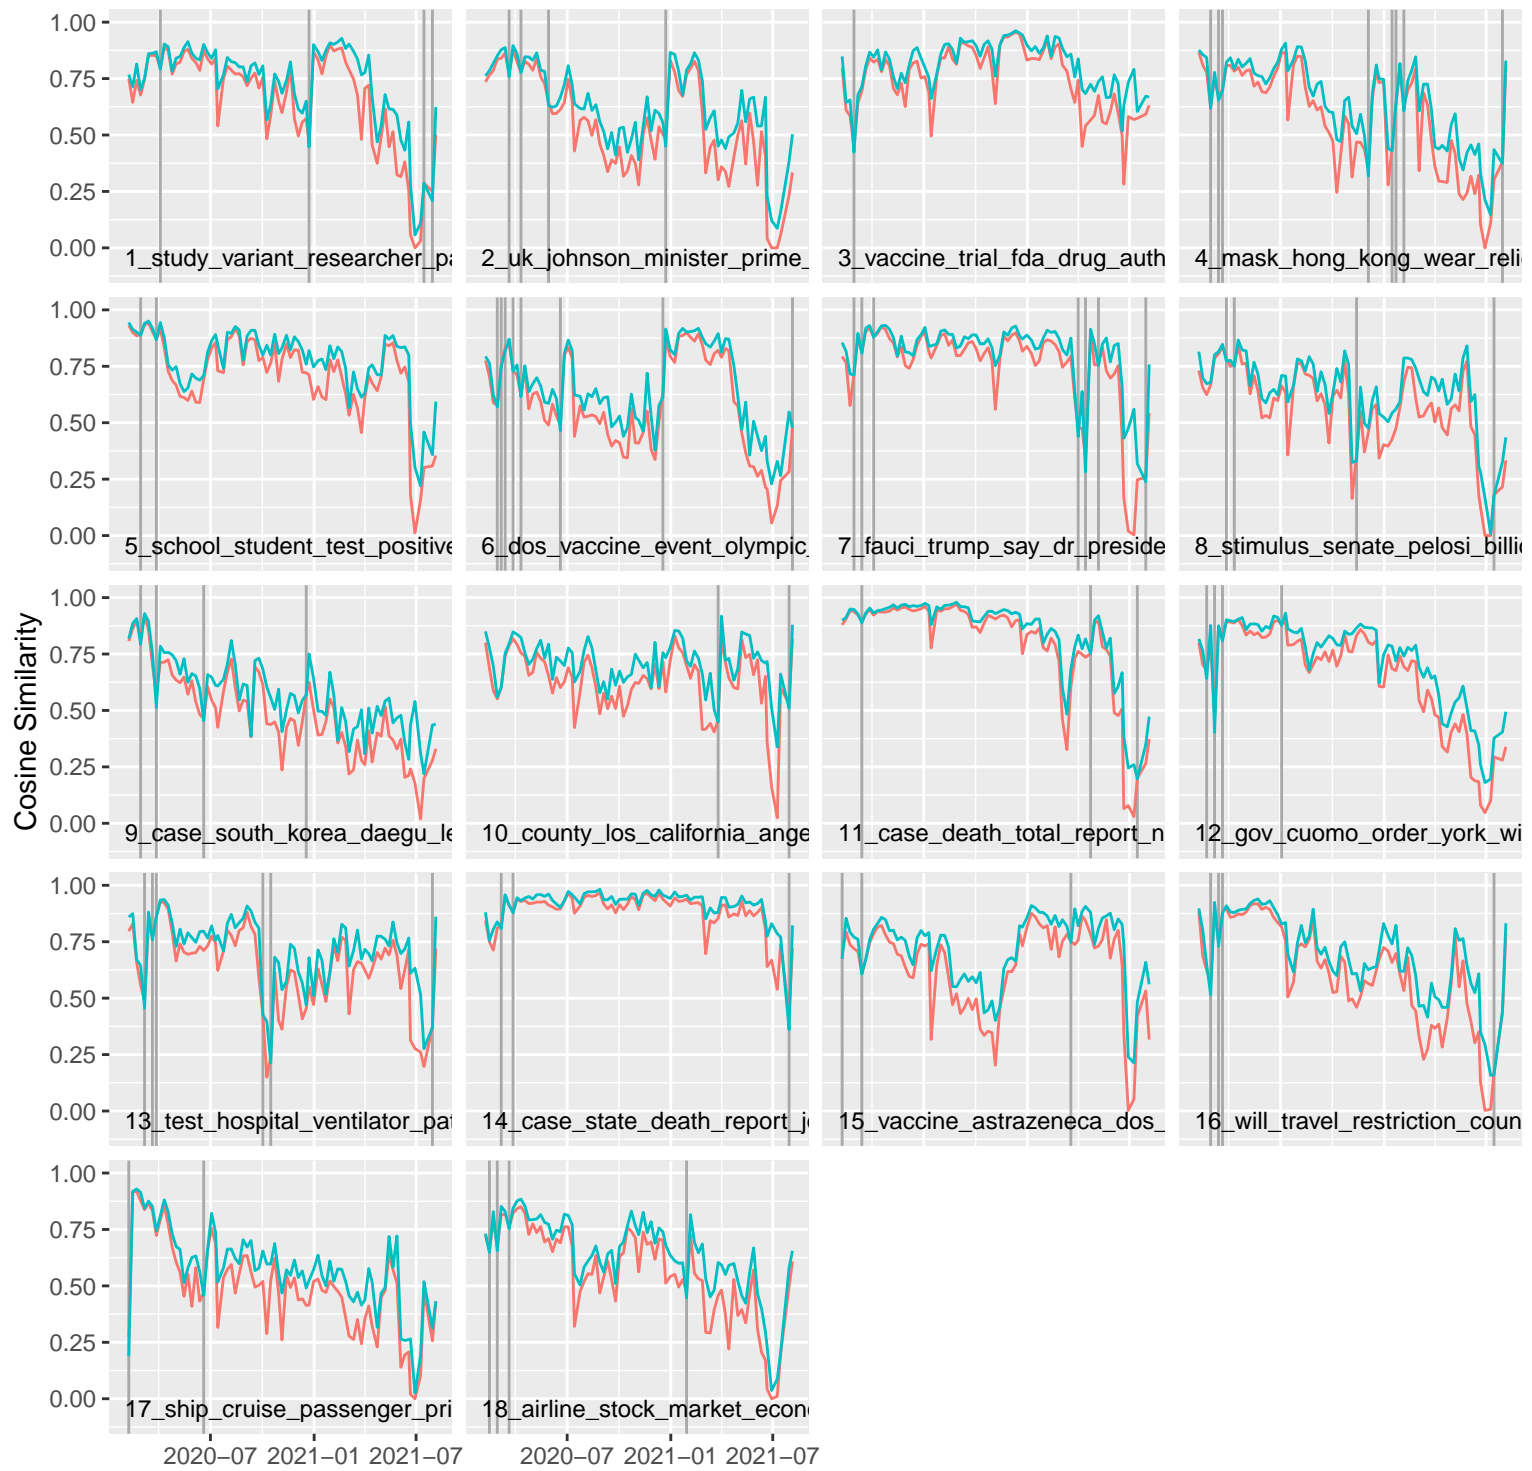 1.00
0.75
0.50
0.25
0.00
1_study_variant_researcher_pa
2_uk_johnson_minister_prime_
3_vaccine_trial_fda_drug_auth
4_mask_hong_kong_wear_reli
1.00
0.75
0.50
0.25
0.00
5_school_student_test_positive
6_dos_vaccine_event_olympic_
7_fauci_trump_say_dr_preside
8_stimulus_senate_pelosi_billi
Cosine Similarity
1.00
0.75
0.50
0.25
0.00
9_case_south_korea_daegu_le
10_county_los_california_ange
11_case_death_total_report_n
12_gov_cuomo_order_york_wi
1.00
0.75
0.50
0.25
0.00
13_test_hospital_ventilator_pat
14_case_state_death_report_j
15_vaccine_astrazeneca_dos_
16_will_travel_restriction_coun
1.00
0.75
0.50
0.25
0.00
17_ship_cruise_passenger_pri
18_airline_stock_market_econ
2020−07 2021−01 2021−07
2020−07 2021−01 2021−07